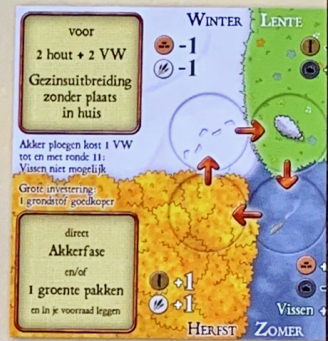 WINTER
LENTE
voor
2 hout + 2 VW
Gezinsuitbreiding
zonder plaats
in huis
-1
-1
Akker ploegen kost 1 VW
tot en met ronde 11:
Vissen niet mogelijk
Grote investering:
1 grondstof goedkoper
direct
Akkerfase
en/of
1 groente pakken
en in je voorraad leggen
+1
+1
HERFST
ZOMER
+
-
Vissen +